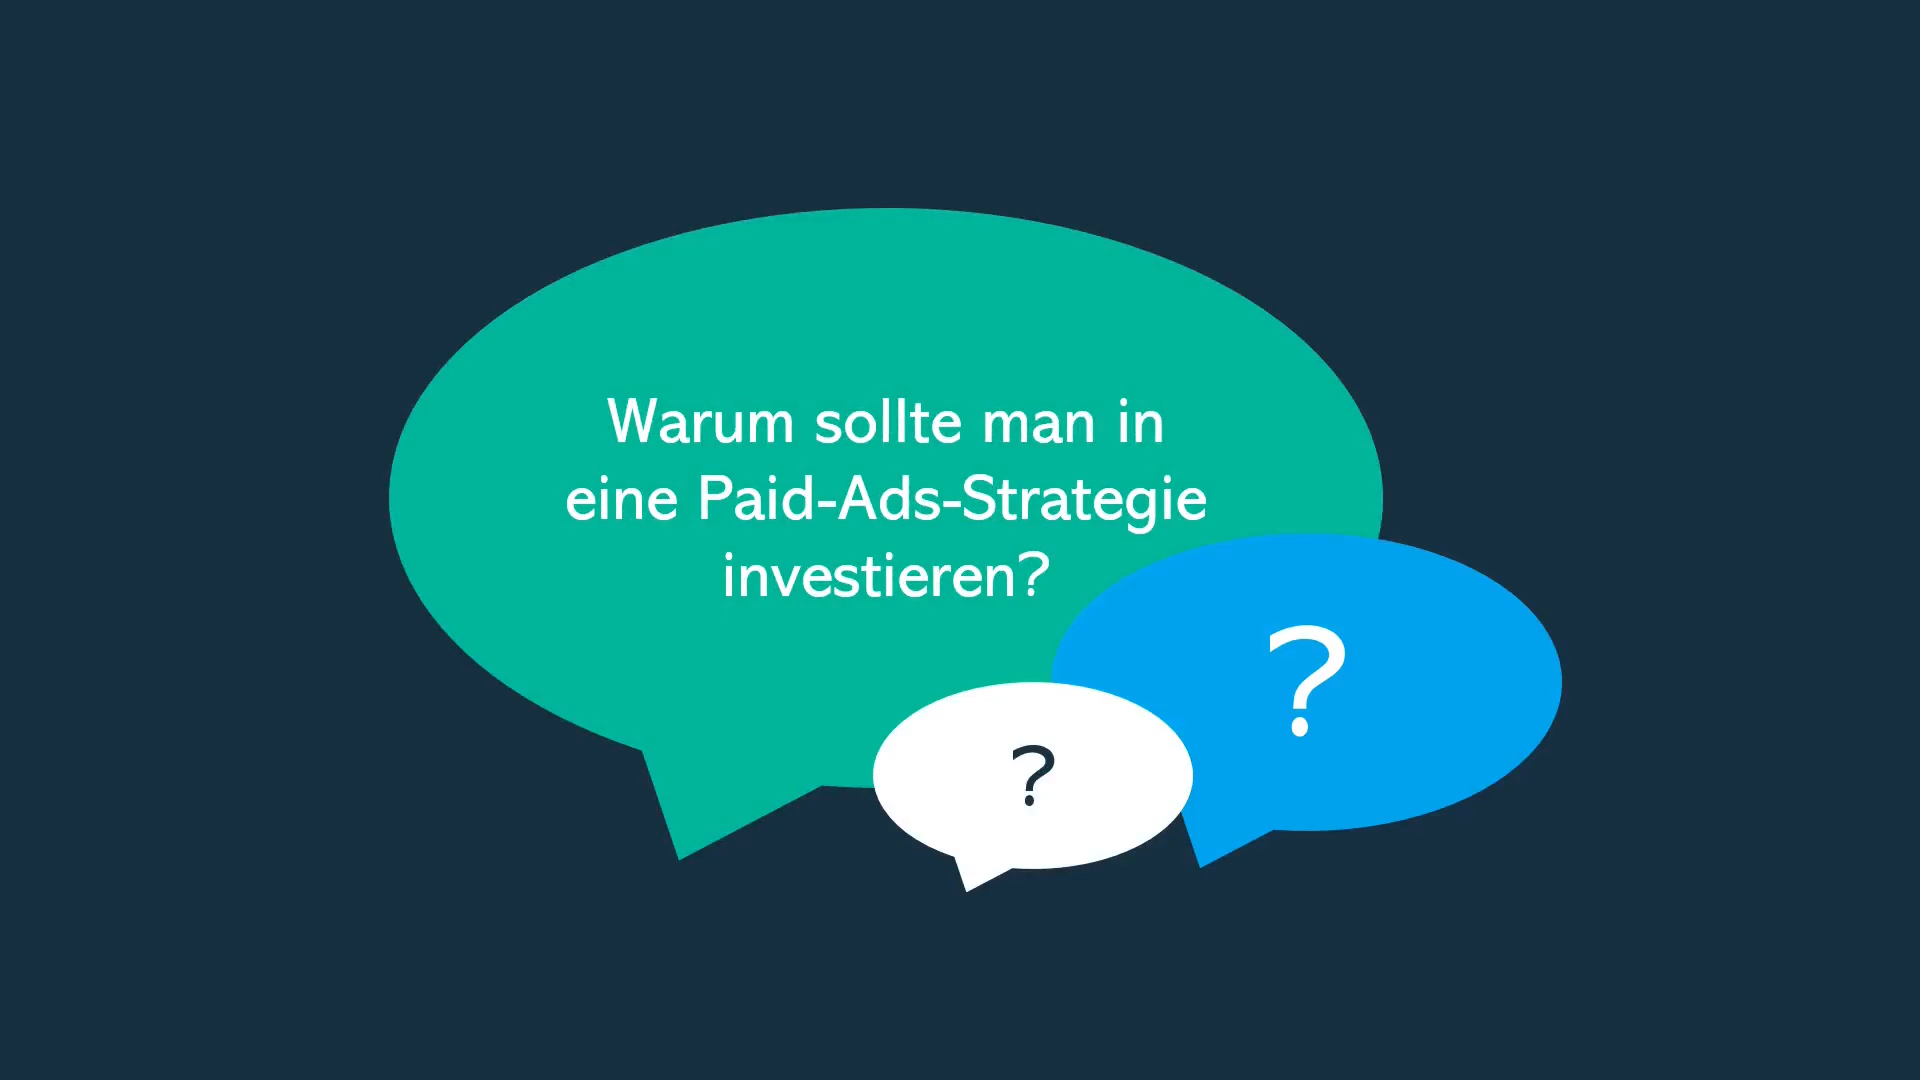 Warum sollte man in
eine Paid-Ads-Strategie
investieren?
?
?